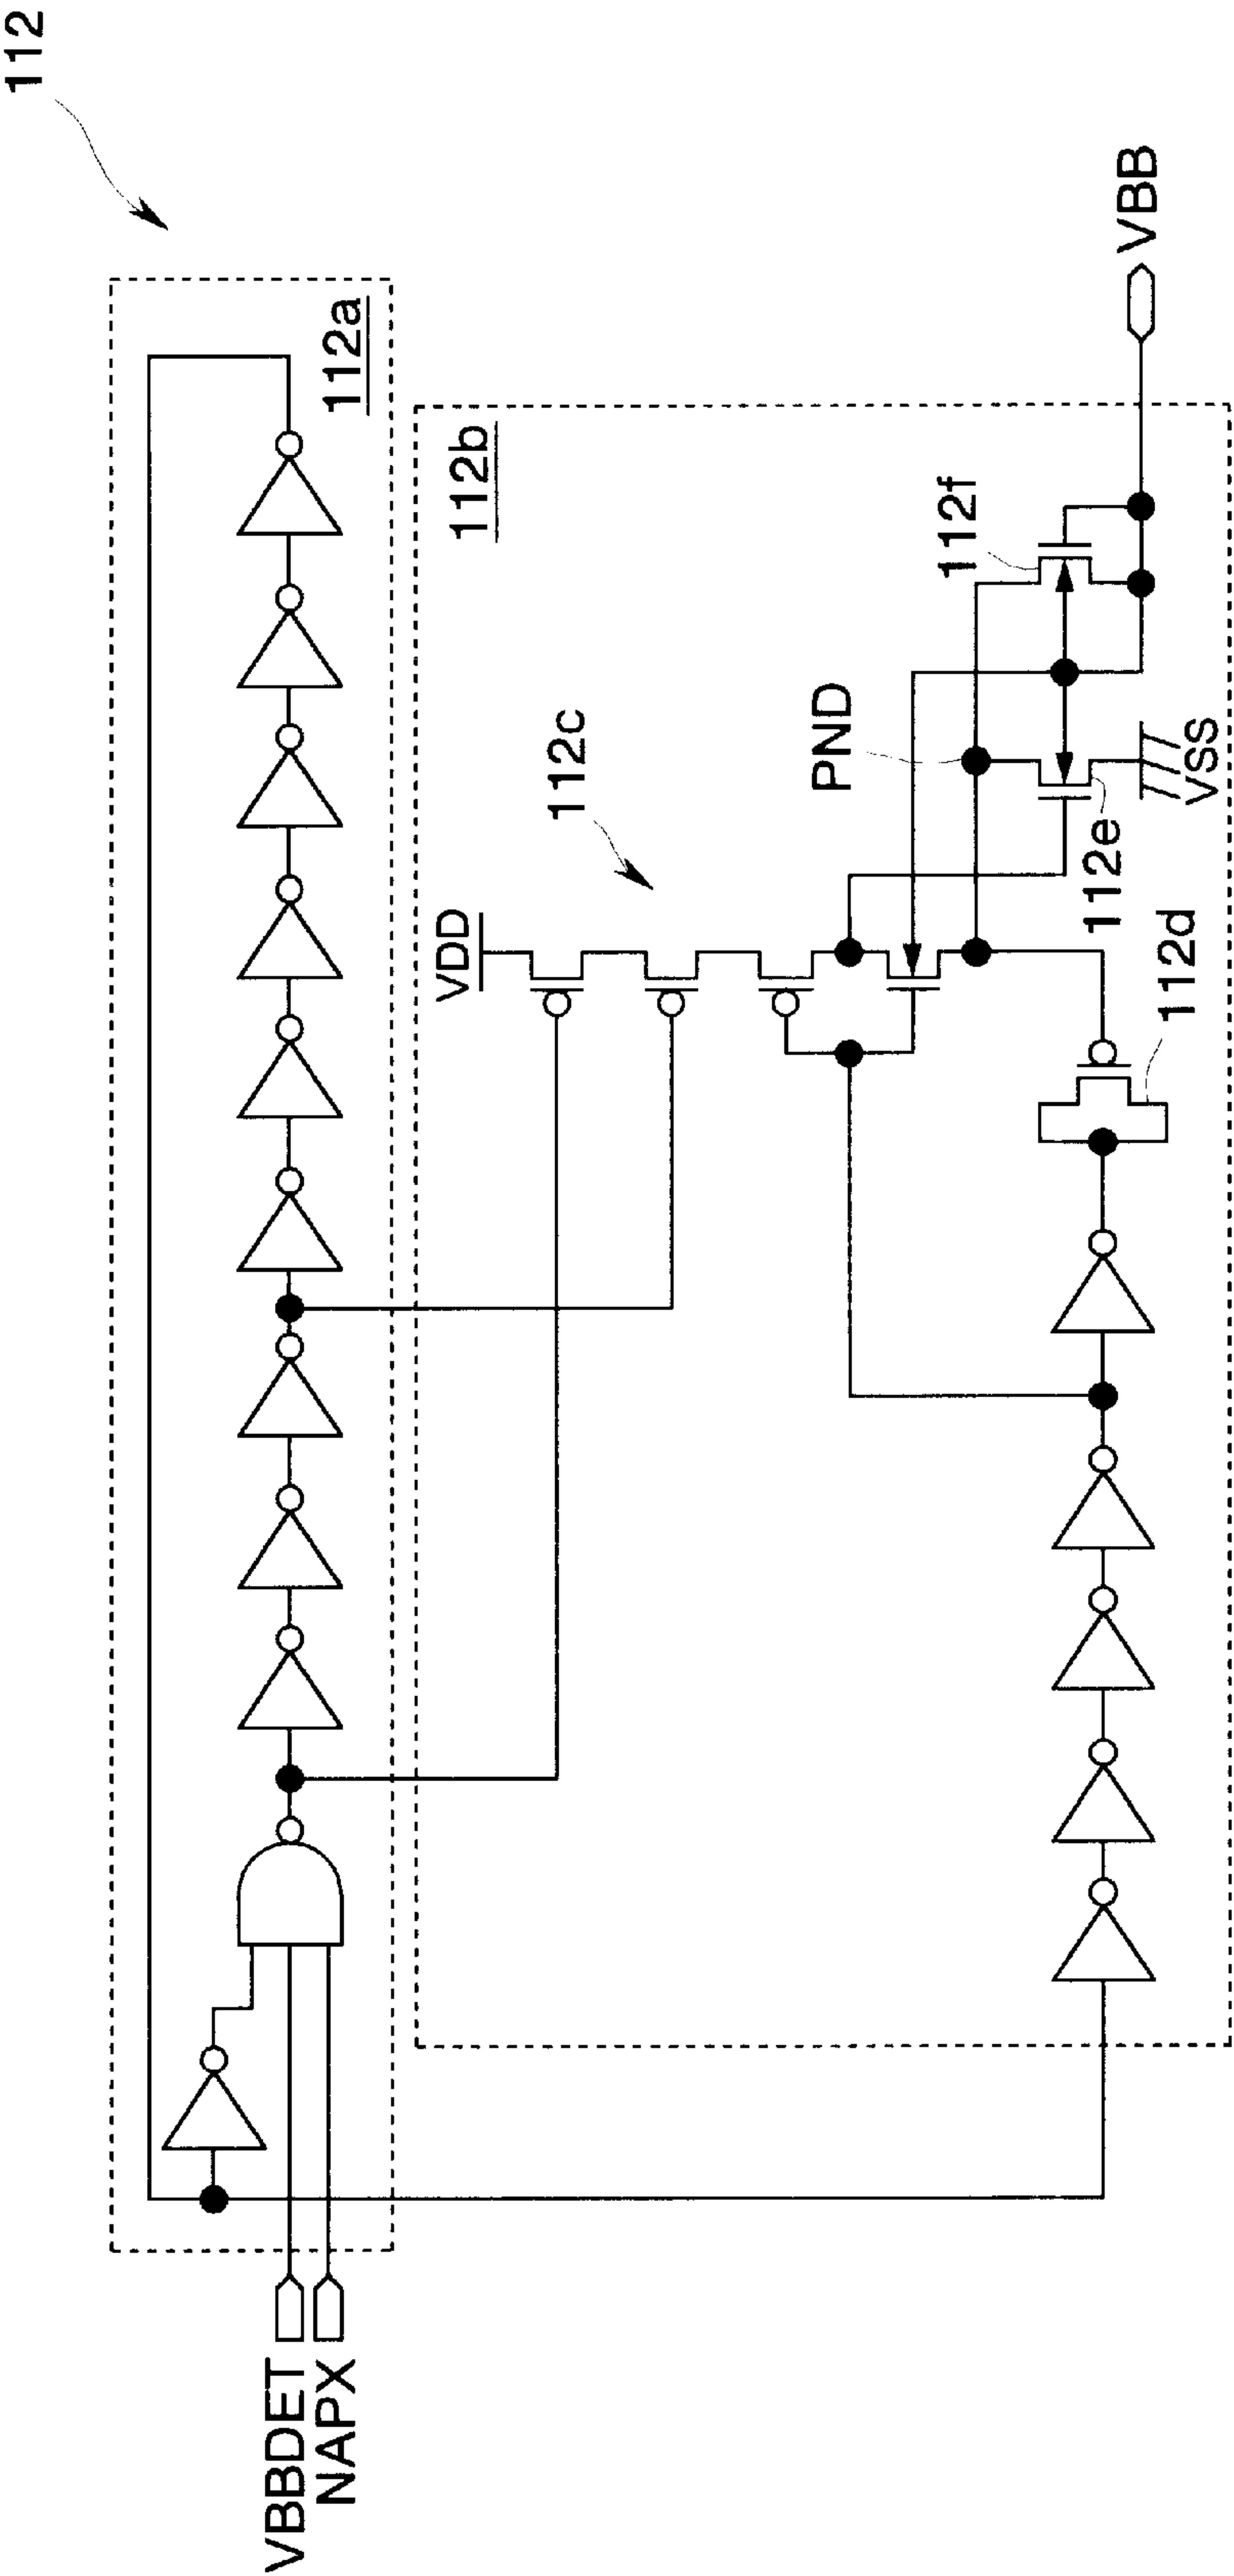 112
112a
112b
VBB
112f
PND
112c
VDD
VSS
112e
112d
VBBDET
NAPX